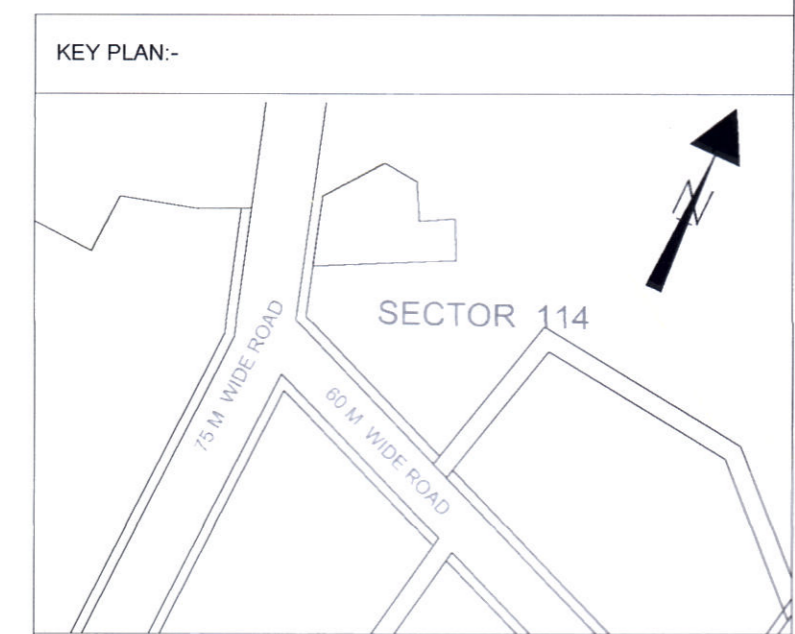 KEY PLAN:-
N
SECTOR 114
75 M WIDE ROAD
60 M WIDE ROAD